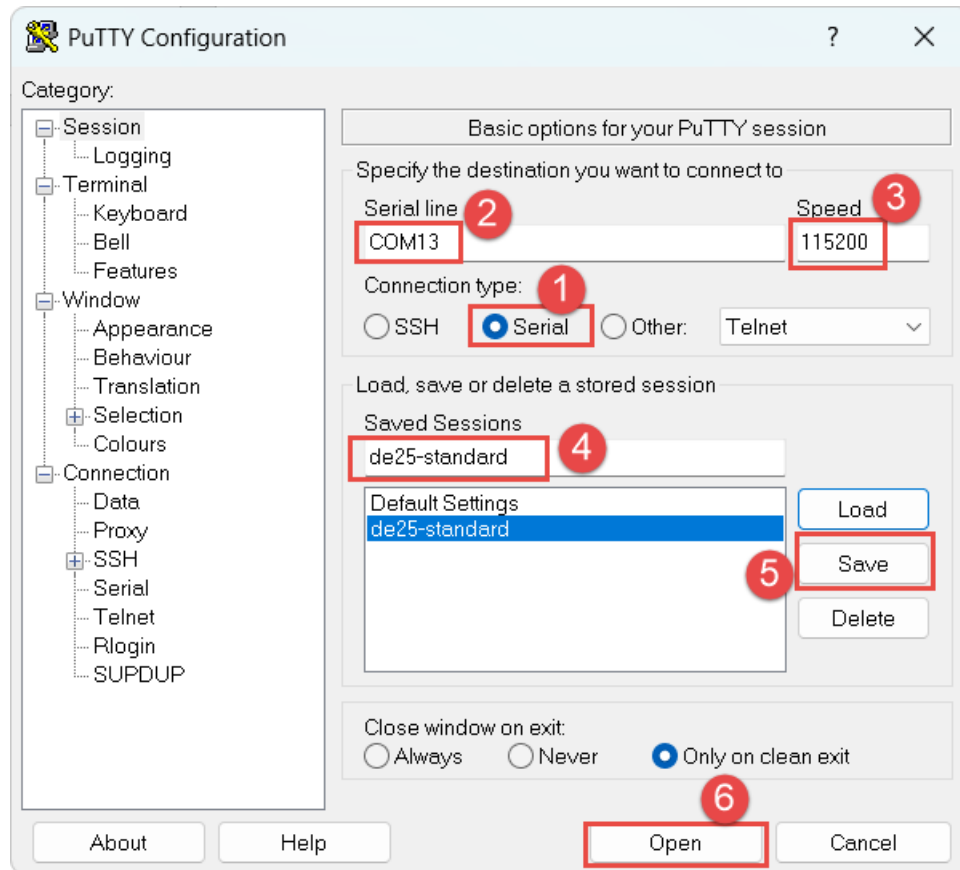 PuTTY Configuration ? ×
Category:
Session
Logging
Terminal
Keyboard
Bell
Features
Window
Appearance
Behaviour
Translation
Selection
Colours
Connection
Data
Proxy
SSH
Serial
Telnet
Rlogin
SUPDUP
Basic options for your PuTTY session
Specify the destination you want to connect to
Serial line 2 Speed 3
COM13 115200
Connection type: 1
SSH Serial Other: Telnet
Load, save or delete a stored session
Saved Sessions
de25-standard 4
Default Settings
de25-standard
Load
5 Save
Delete
Close window on exit:
Always Never Only on clean exit
6
About Help Open Cancel